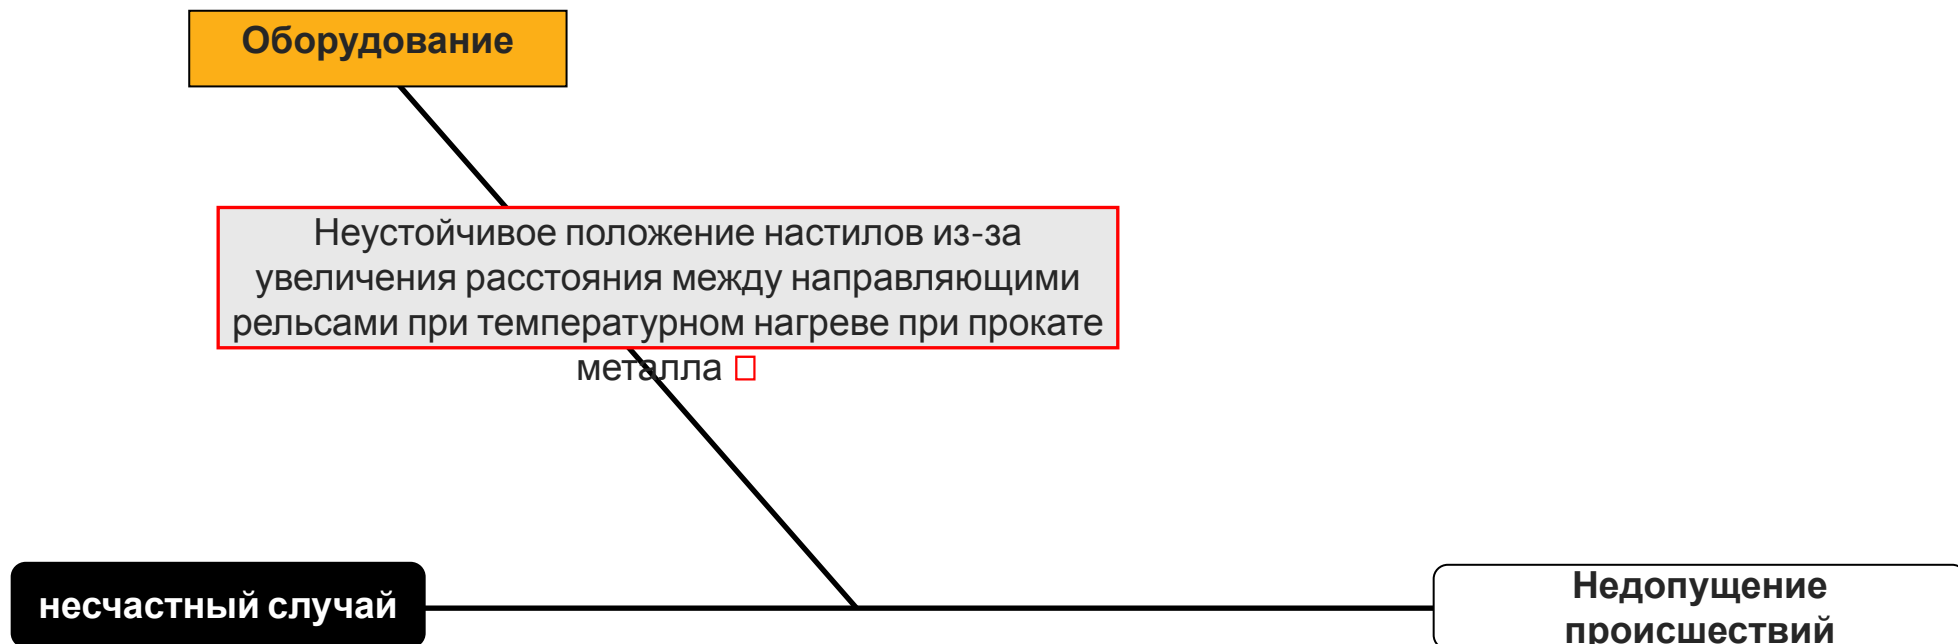 Оборудование
Неустойчивое положение настилов из-за
увеличения расстояния между направляющими
рельсами при температурном нагреве при прокате
металла
несчастный случай
Недопущение
происшествий